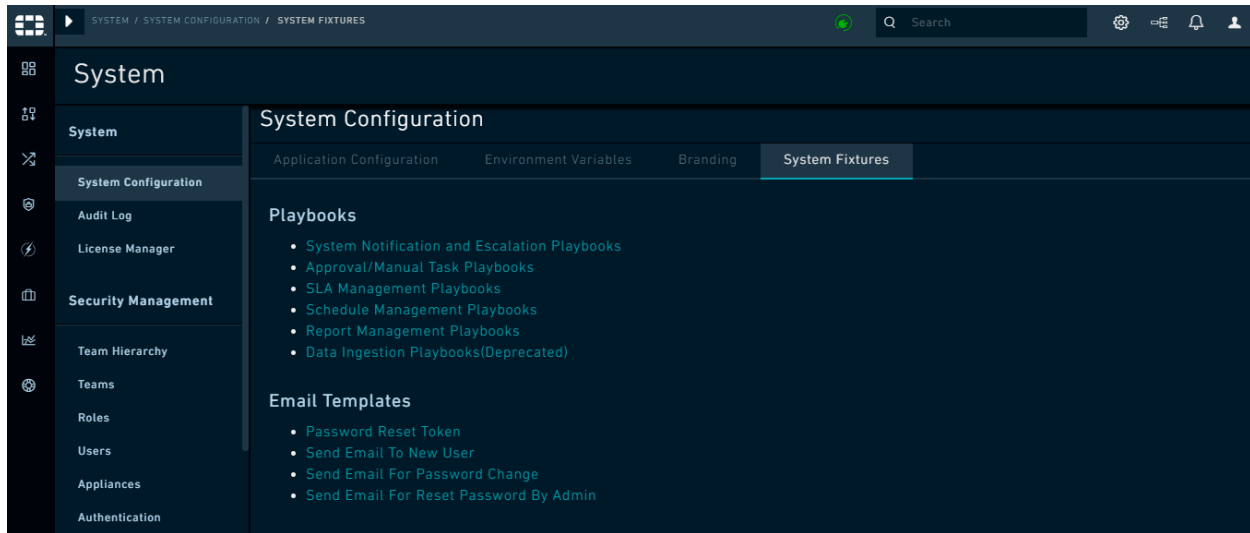 SYSTEM / SYSTEM CONFIGURATION / SYSTEM FIXTURES
Search
System
System
System Configuration
Audit Log
License Manager
Security Management
Team Hierarchy
Teams
Roles
Users
Appliances
Authentication
System Configuration
Application Configuration
Environment Variables
Branding
System Fixtures
Playbooks
System Notification and Escalation Playbooks
Approval/Manual Task Playbooks
SLA Management Playbooks
Schedule Management Playbooks
Report Management Playbooks
Data Ingestion Playbooks(Deprecated)
Email Templates
Password Reset Token
Send Email To New User
Send Email For Password Change
Send Email For Reset Password By Admin